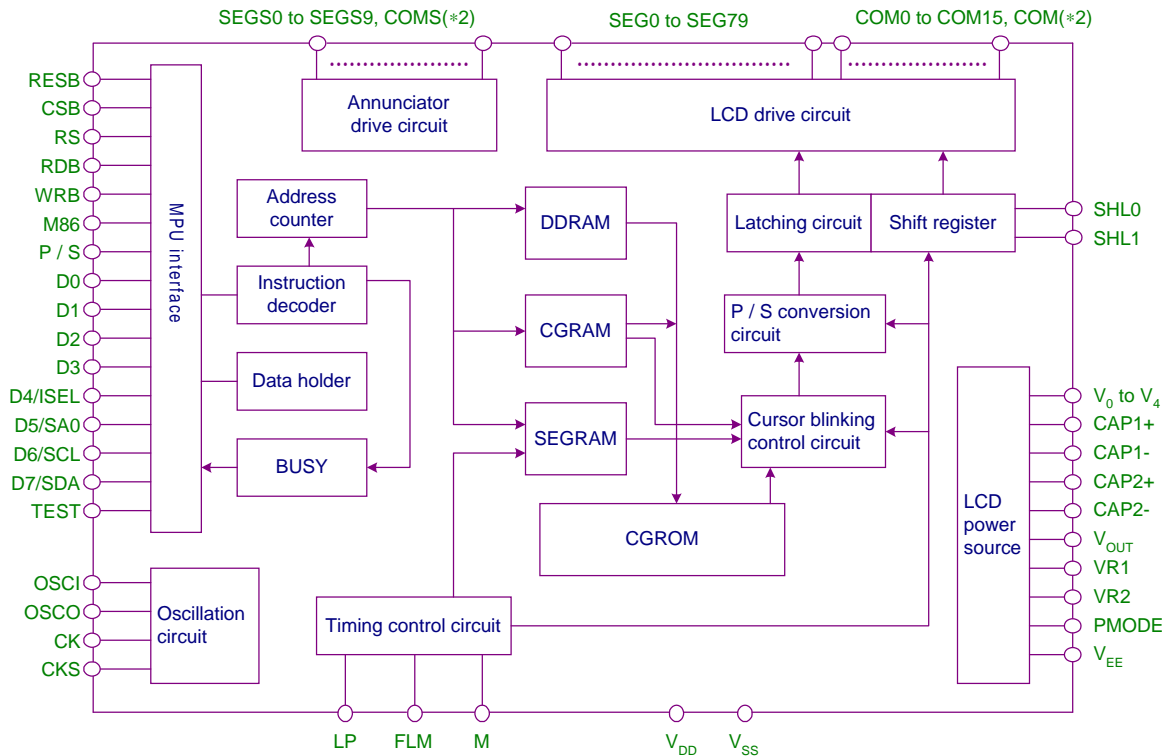 SEGS0 to SEGS9, COMS(*2)
SEG0 to SEG79
COM0 to COM15, COM(*2)
RESB
CSB
RS
RDB
WRB
M86
P / S
D0
D1
D2
D3
D4/ISEL
D5/SA0
D6/SCL
D7/SDA
TEST
OSCI
OSCO
CK
CKS
MPU interface
Oscillation
circuit
Annunciator
drive circuit
LCD drive circuit
Address
counter
Instruction
decoder
Data holder
BUSY
DDRAM
CGRAM
SEGRAM
CGROM
Latching circuit
Shift register
P / S conversion
circuit
Cursor blinking
control circuit
Timing control circuit
LCD
power
source
SHL0
SHL1
V0 to V4
CAP1+
CAP1-
CAP2+
CAP2-
VOUT
VR1
VR2
PMODE
VEE
LP
FLM
M
VDD
VSS